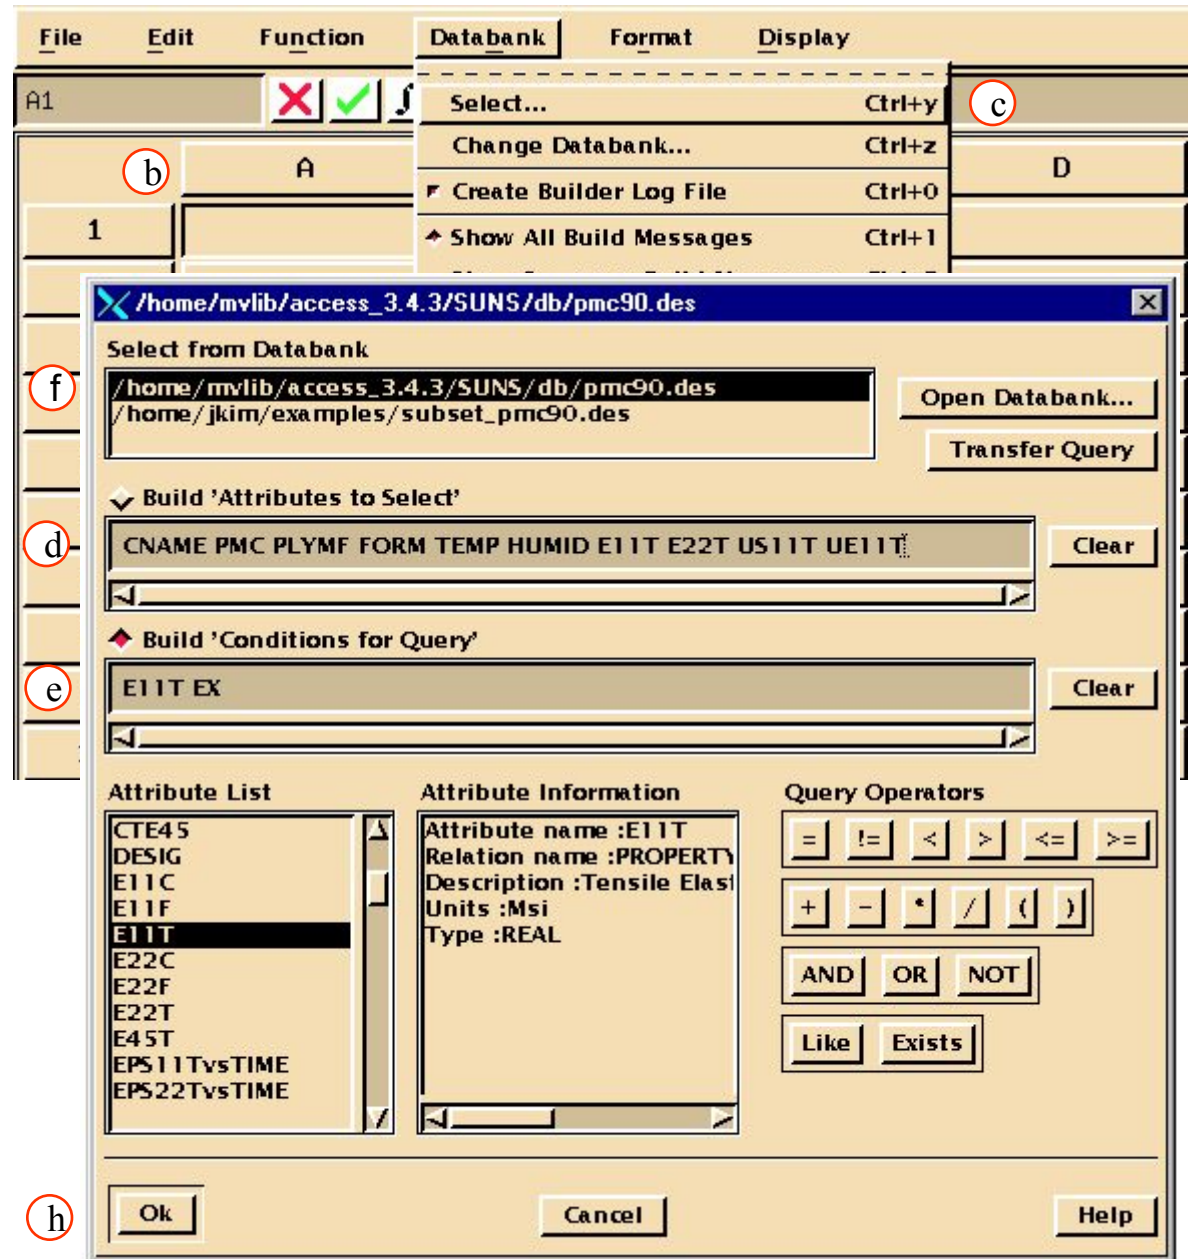 File Edit Function Databank Format Display
A1
Select... Ctrl+y c
Change Databank... Ctrl+z
b A D
Create Builder Log File Ctrl+0
1 Show All Build Messages Ctrl+1
/home/mvlib/access_3.4.3/SUNS/db/pmc90.des
Select from Databank
f /home/mvlib/access_3.4.3/SUNS/db/pmc90.des
/home/jkim/examples/subset_pmc90.des
Open Databank...
Transfer Query
Build 'Attributes to Select'
d CNAME PMC PLYMF FORM TEMP HUMID E11T E22T US11T UE11T Clear
Build 'Conditions for Query'
e E11T EX Clear
Attribute List
CTE45
DESIG
E11C
E11F
E11T
E22C
E22F
E22T
E45T
EPS11TvsTIME
EPS22TvsTIME
Attribute Information
Attribute name :E11T
Relation name :PROPERTY
Description :Tensile Elast
Units :Msi
Type :REAL
Query Operators
= != < > <= >=
+ - * / ( )
AND OR NOT
Like Exists
h Ok Cancel Help